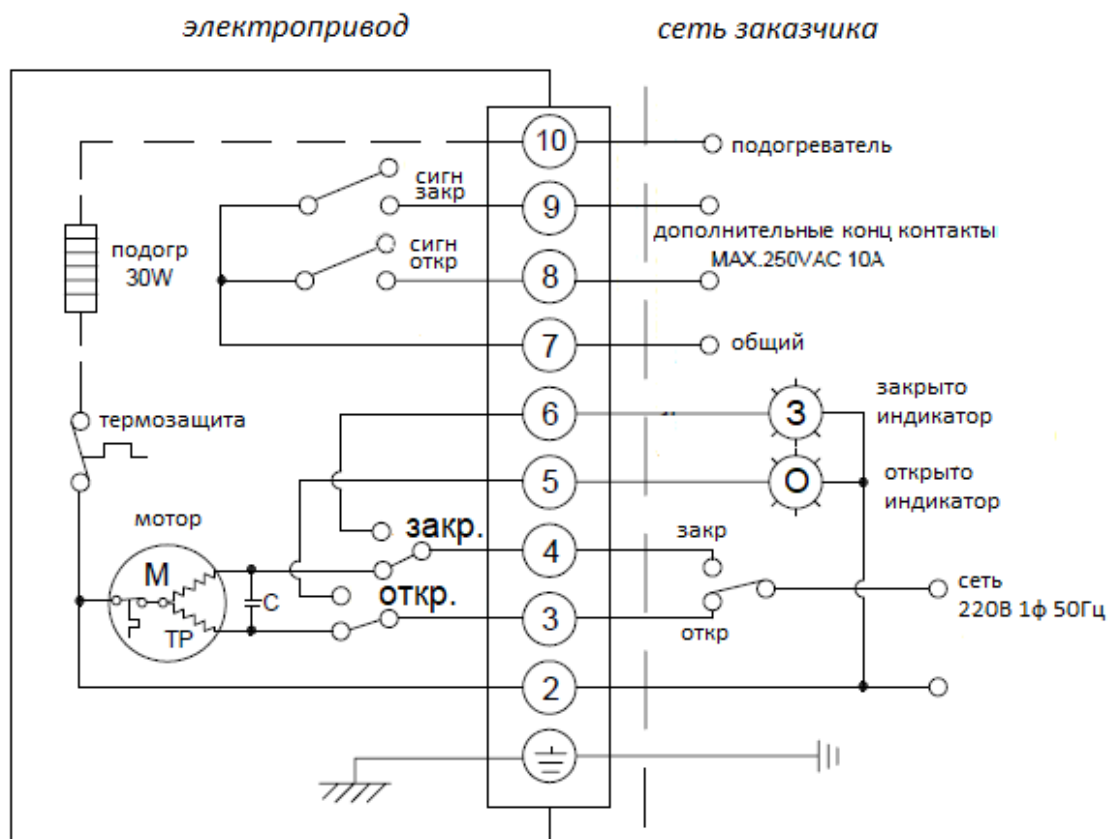 электропривод
сеть заказчика
10
подогреватель
сигн
закр
9
дополнительные конц контакты
MAX.250VAC 10A
подогр
30W
сигн
откр
8
7
общий
6
З
закрыто
индикатор
термозащита
5
О
открыто
индикатор
мотор
закр.
4
закр
M
C
откр.
3
сеть
220В 1ф 50Гц
TP
откр
2